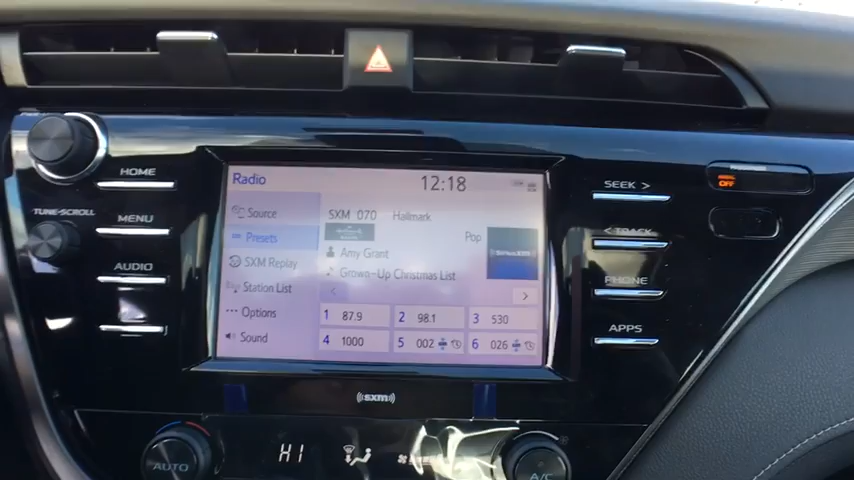 HOME
MENU
AUDIO
TUNE•SCROLL
Radio
12:18
Source
Presets
SXM Replay
Station List
Options
Sound
SXM 070 Hallmark
Pop
Amy Grant
Grown-Up Christmas List
1 87.9
2 98.1
3 530
4 1000
5 002
6 026
SEEK >
< TRACK
PHONE
APPS
PASSENGER
OFF
((sxm))
AUTO
HI
A/C